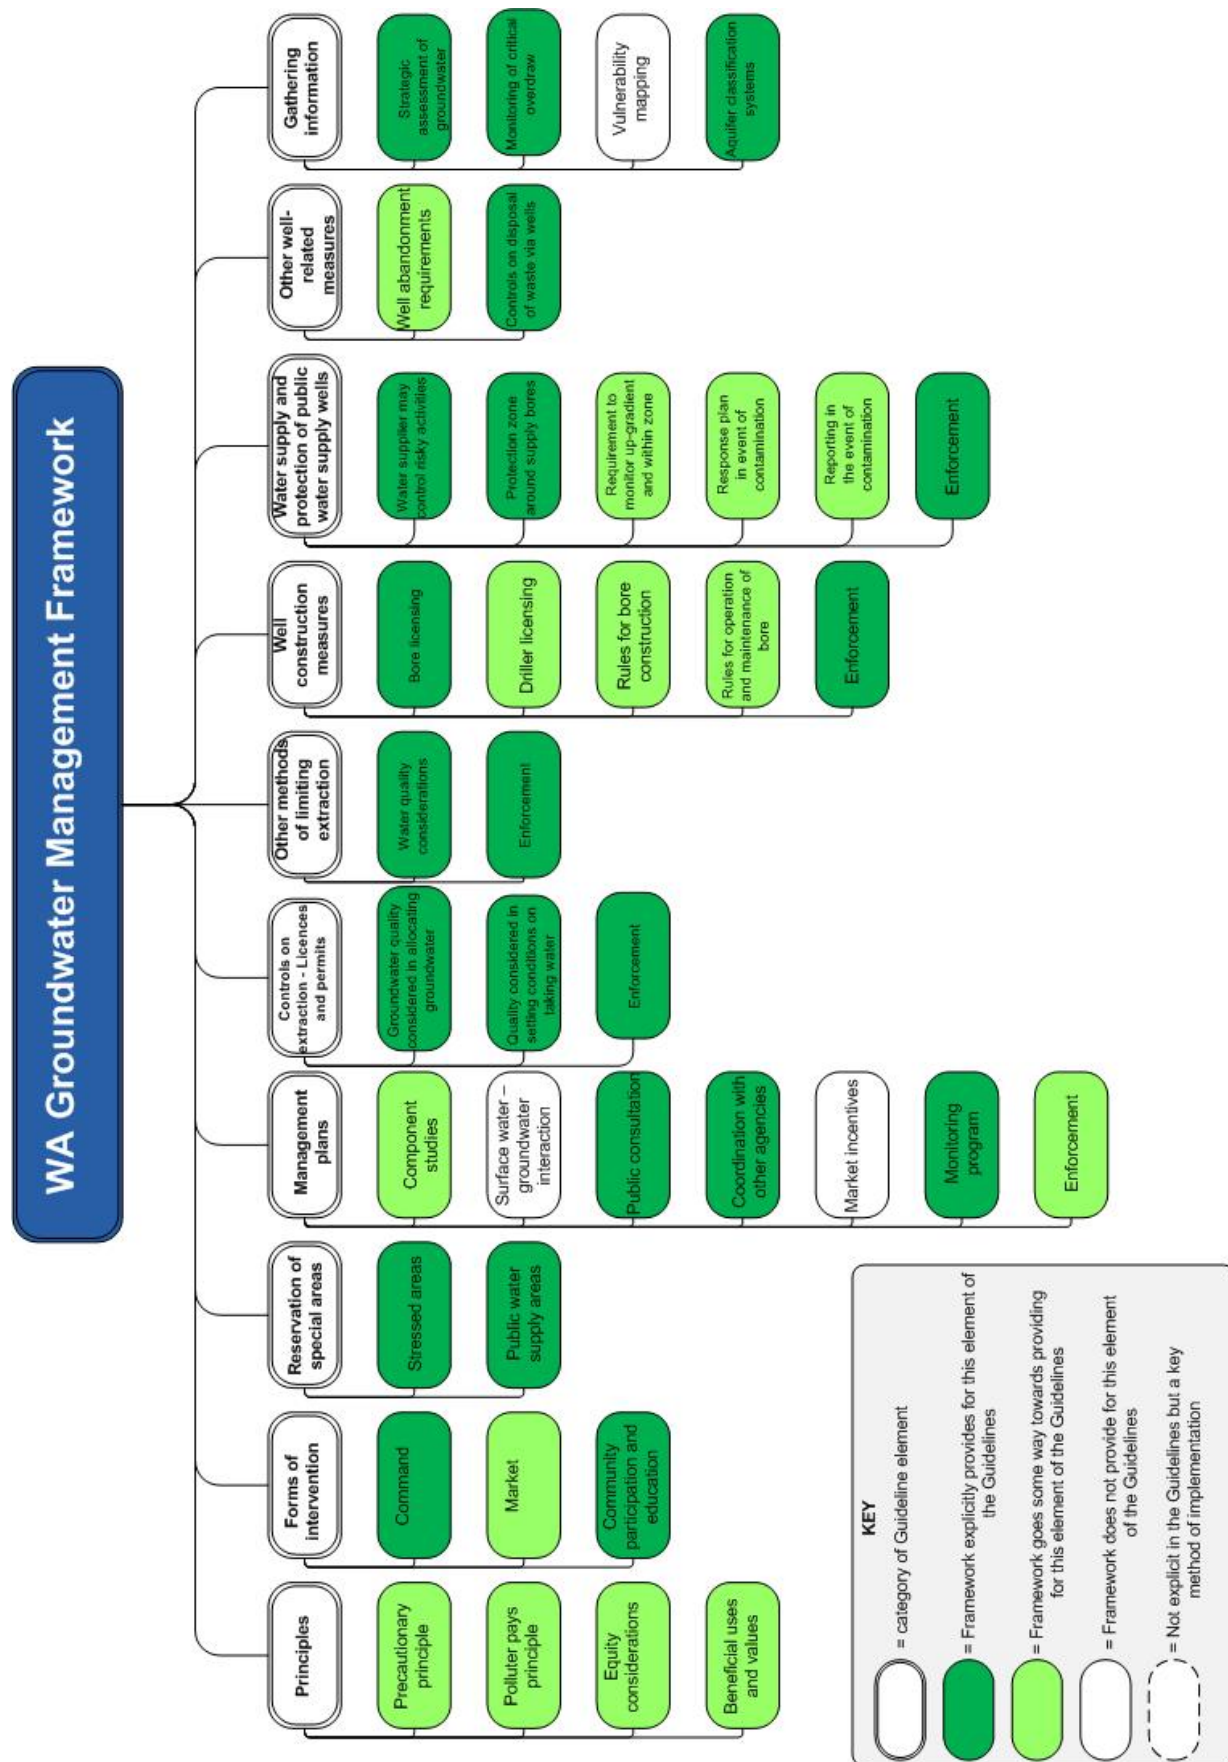 WA Groundwater Management Framework
Principles
Precautionary
principle
Polluter pays
principle
Equity
considerations
Beneficial uses
and values
Forms of
intervention
Command
Market
Community
participation and
education
Reservation of
special areas
Stressed areas
Public water
supply areas
Management
plans
Component
studies
Surface water –
groundwater
interaction
Public consultation
Coordination with
other agencies
Market incentives
Monitoring
program
Enforcement
Controls on
extraction - Licences
and permits
Groundwater quality
considered in allocating
groundwater
Quality considered in
setting conditions on
taking water
Enforcement
Other methods
of limiting
extraction
Water quality
considerations
Enforcement
Well
construction
measures
Bore licensing
Driller licensing
Rules for bore
construction
Rules for operation
and maintenance of
bore
Enforcement
Water supply and
protection of public
water supply wells
Water supplier may
control risky activities
Protection zone
around supply bores
Requirement to
monitor up-gradient
and within zone
Response plan
in event of
contamination
Reporting in
the event of
contamination
Enforcement
Other well-
related
measures
Well abandonment
requirements
Controls on disposal
of waste via wells
Gathering
information
Strategic
assessment of
groundwater
Monitoring of critical
overdraw
Vulnerability
mapping
Aquifer classification
systems
KEY
= category of Guideline element
= Framework explicitly provides for this element of
the Guidelines
= Framework goes some way towards providing
for this element of the Guidelines
= Framework does not provide for this element
of the Guidelines
= Not explicit in the Guidelines but a key
method of implementation